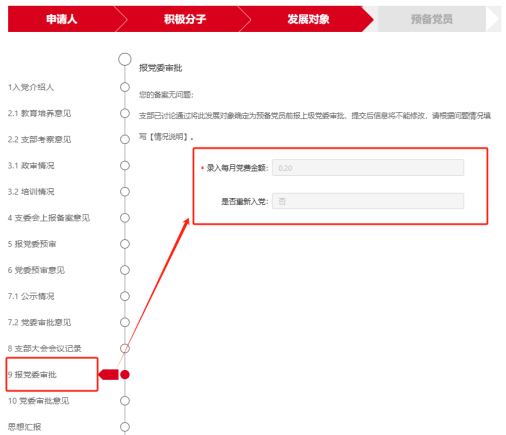 申请人 积极分子 发展对象 预备党员
报党委审批
您的备案无问题:
支部已讨论通过将此发展对象确定为预备党员前报上级党委审批，提交后信息将不能修改，请根据问题情况填
写【情况说明】。
* 录入每月党费金额: 0.20
是否重新入党: 否
1入党介绍人
2.1 教育培养意见
2.2 支部考察意见
3.1 政审情况
3.2 培训情况
4 支委会上报备案意见
5 报党委预审
6 党委预审意见
7.1 公示情况
7.2 党委审批意见
8 支部大会会议记录
9 报党委审批
10 党委审批意见
思想汇报